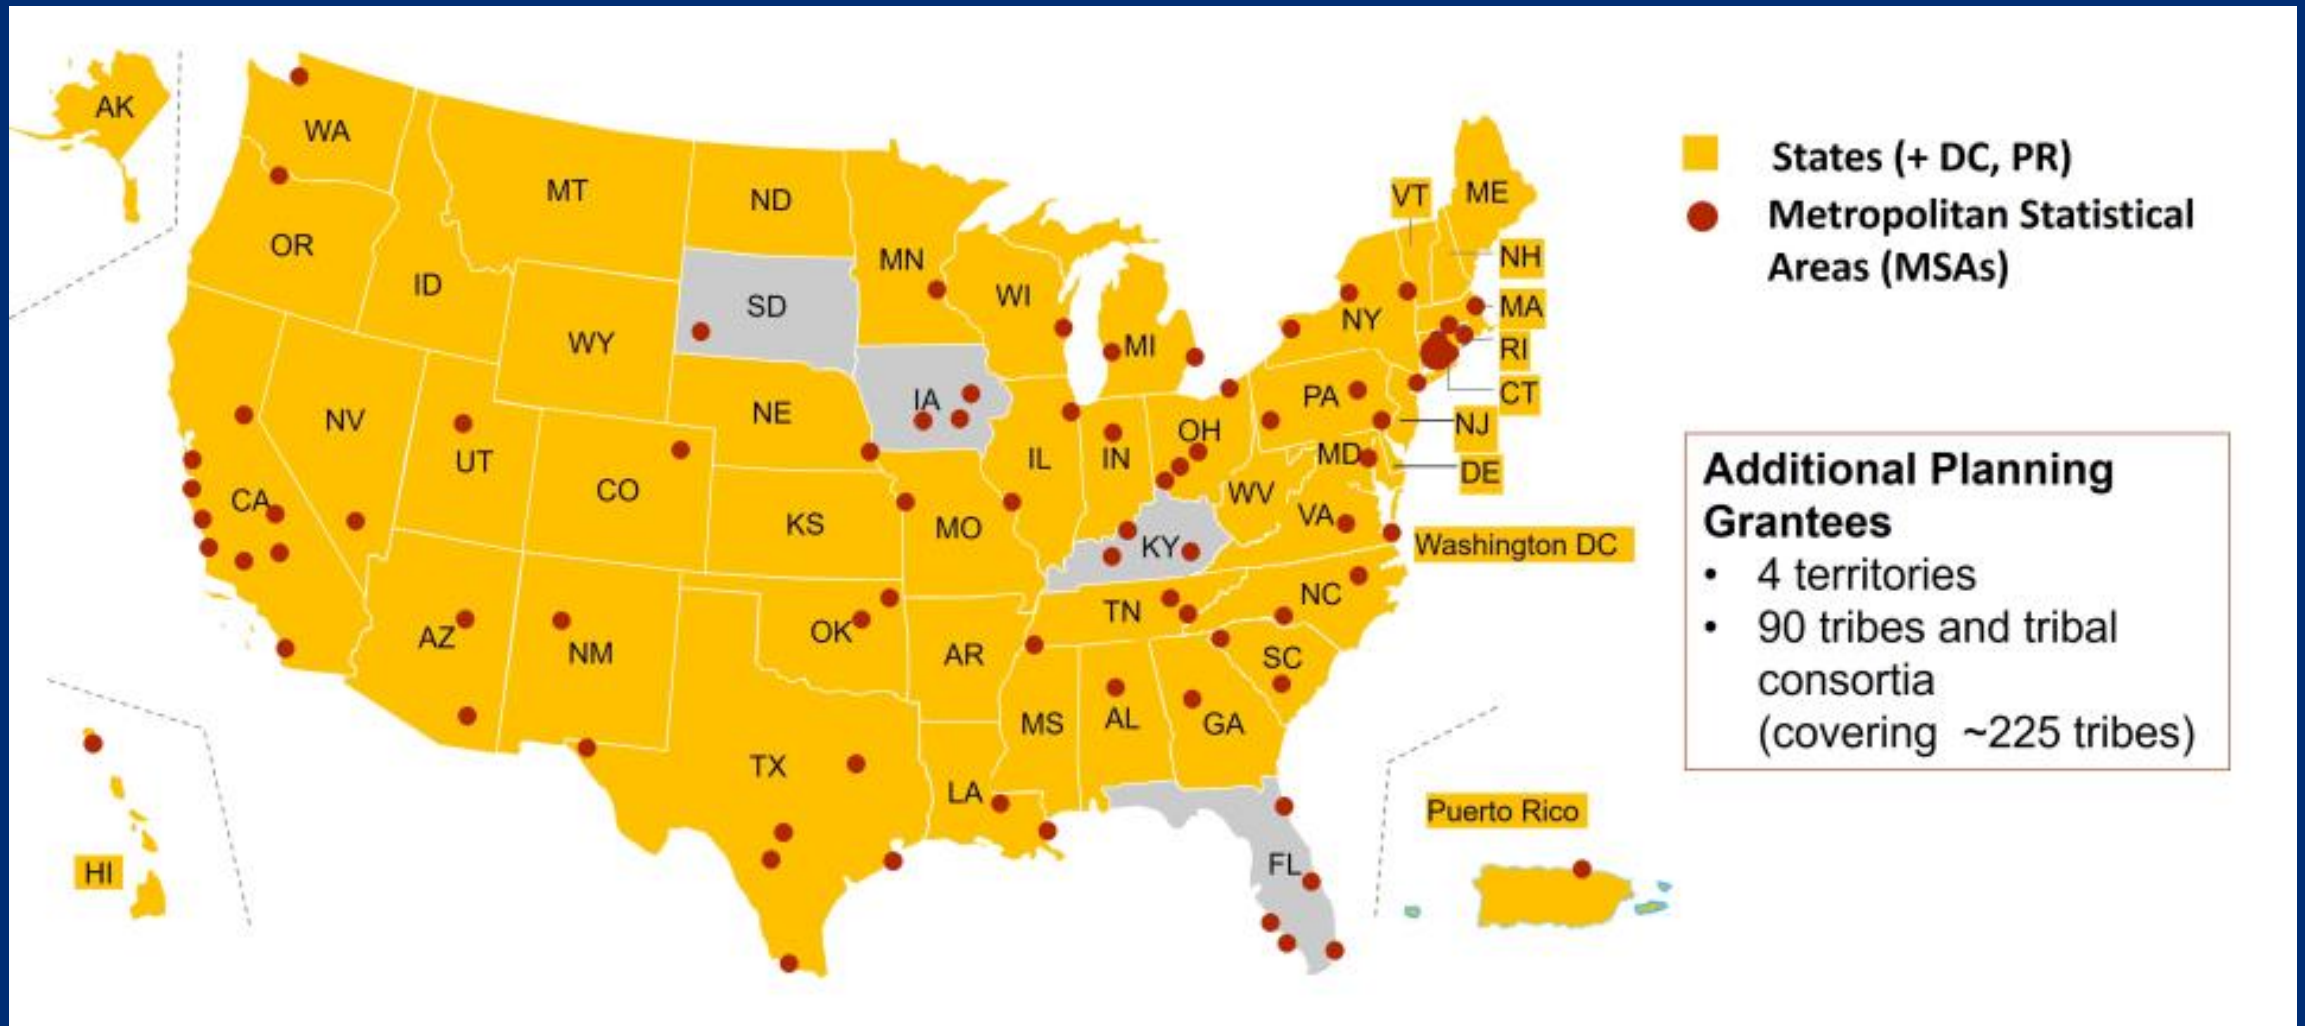 AK
WA
MT
ND
OR
ID
MN
WI
SD
WY
MI
VT
ME
NH
NY
MA
RI
CT
NJ
DE
PA
NV
UT
CA
CO
NE
IA
IL
IN
OH
MD
WV
VA
KS
MO
KY
Washington DC
AZ
NM
OK
AR
TN
NC
SC
MS
AL
GA
TX
LA
FL
HI
Puerto Rico
States (+ DC, PR)
Metropolitan Statistical
Areas (MSAs)
Additional Planning
Grantees
• 4 territories
• 90 tribes and tribal
consortia
(covering ~225 tribes)